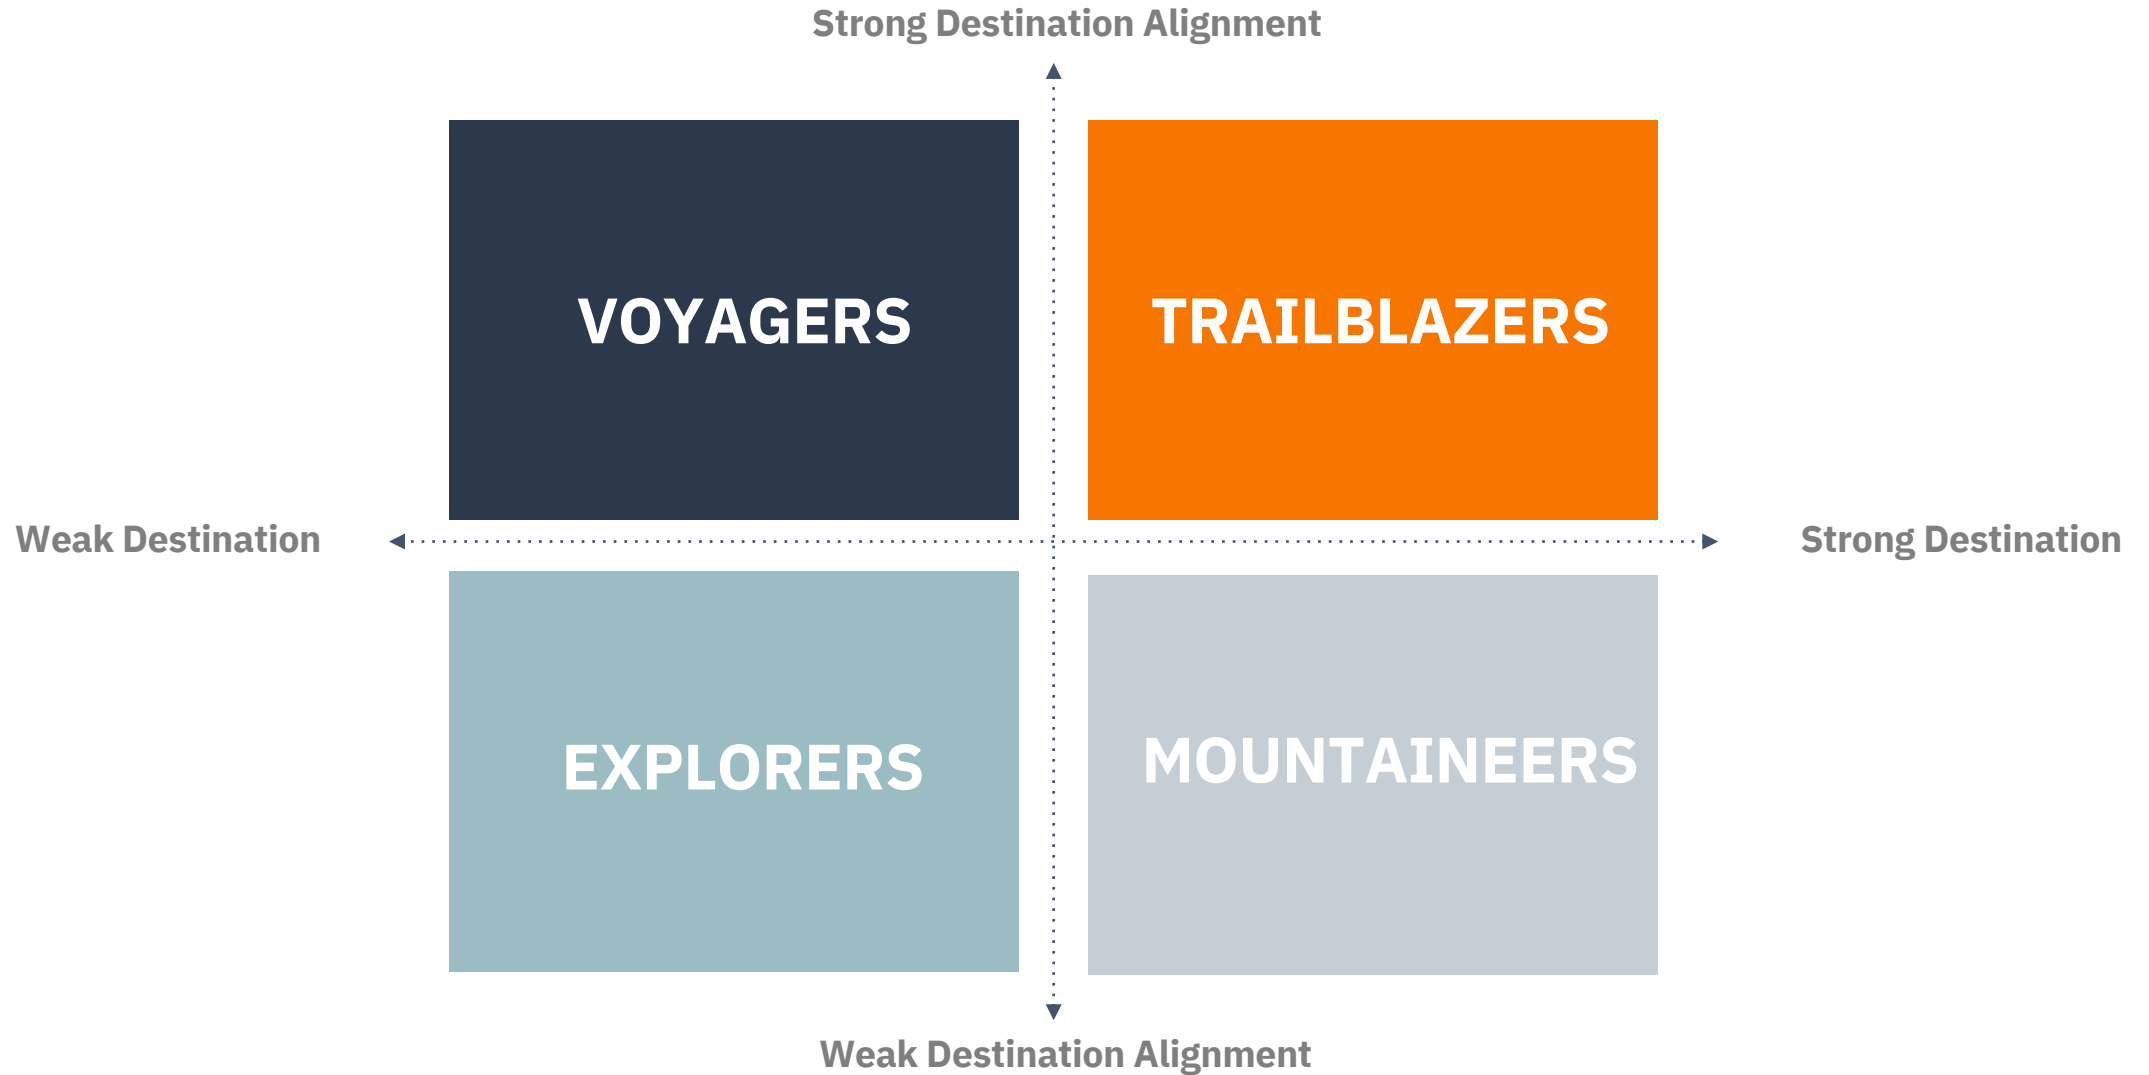 Strong Destination Alignment
VOYAGERS
TRAILBLAZERS
Weak Destination
Strong Destination
EXPLORERS
MOUNTAINEERS
Weak Destination Alignment